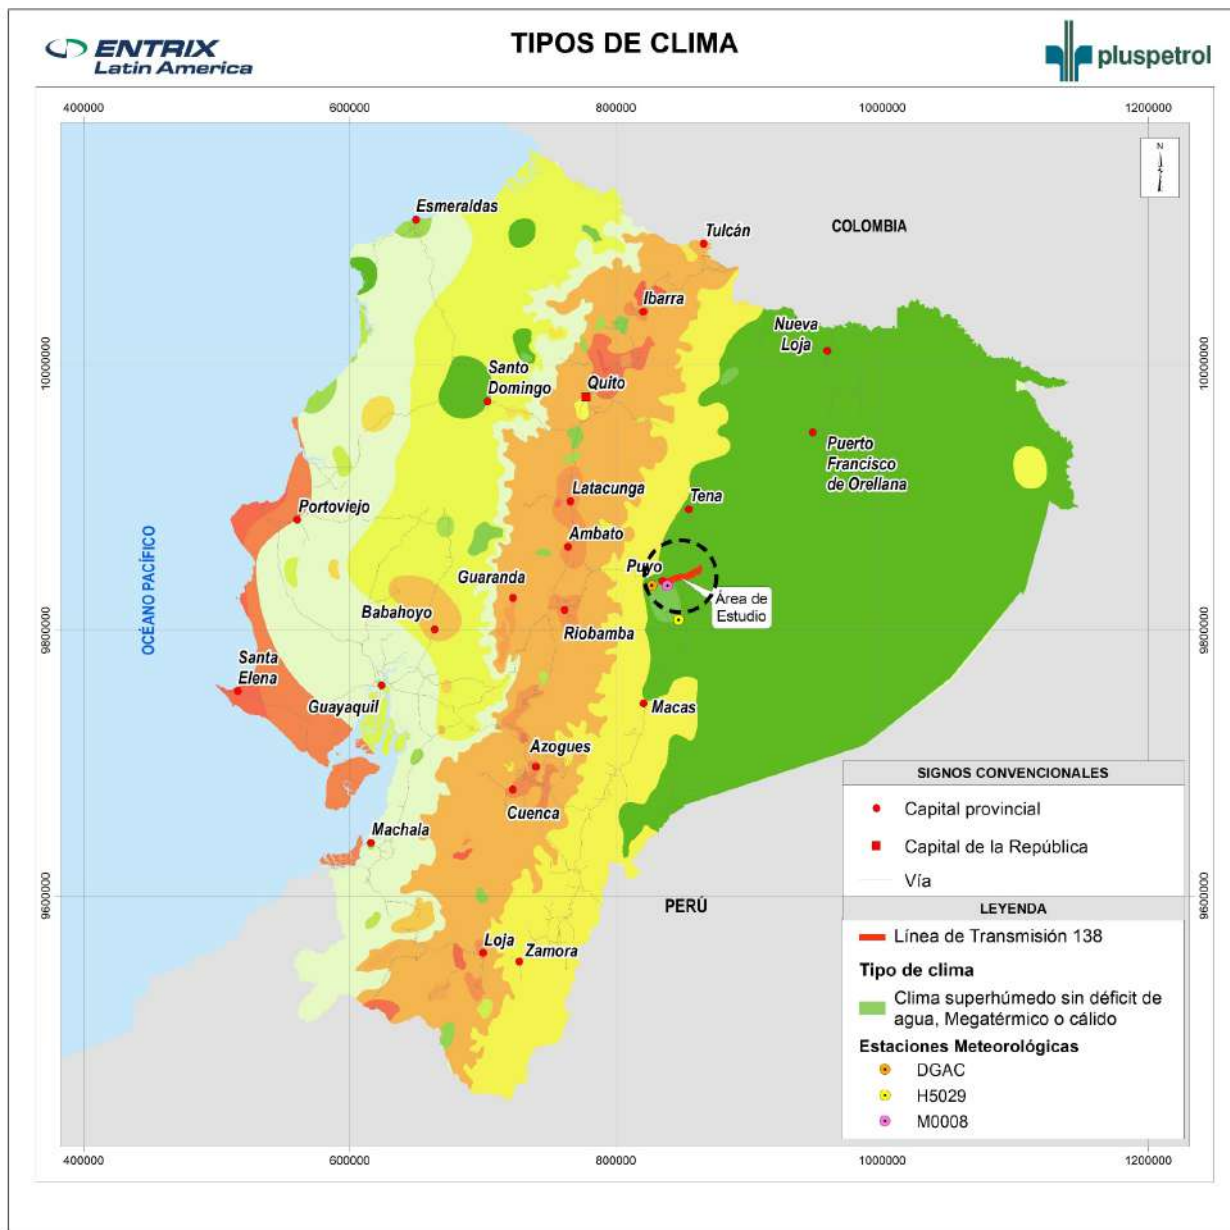 ENTRIX
Latin America
TIPOS DE CLIMA
pluspetrol
400000
600000
800000
1000000
1200000
N
Esmeraldas
Tulcán
COLOMBIA
Ibarra
Nueva
Loja
10000000
10000000
Santo
Domingo
Quito
Puerto
Francisco
de Orellana
Latacunga
Tena
Portoviejo
Ambato
OCÉANO PACÍFICO
Puyo
Guaranda
Área de
Estudio
Babahoyo
Riobamba
9800000
9800000
Santa
Elena
Guayaquil
Macas
Azogues
Cuenca
Machala
PERÚ
9600000
9600000
Loja
Zamora
SIGNOS CONVENCIONALES
Capital provincial
Capital de la República
Vía
LEYENDA
Línea de Transmisión 138
Tipo de clima
Clima superhúmedo sin déficit de
agua, Megatérmico o cálido
Estaciones Meteorológicas
DGAC
H5029
M0008
400000
600000
800000
1000000
1200000